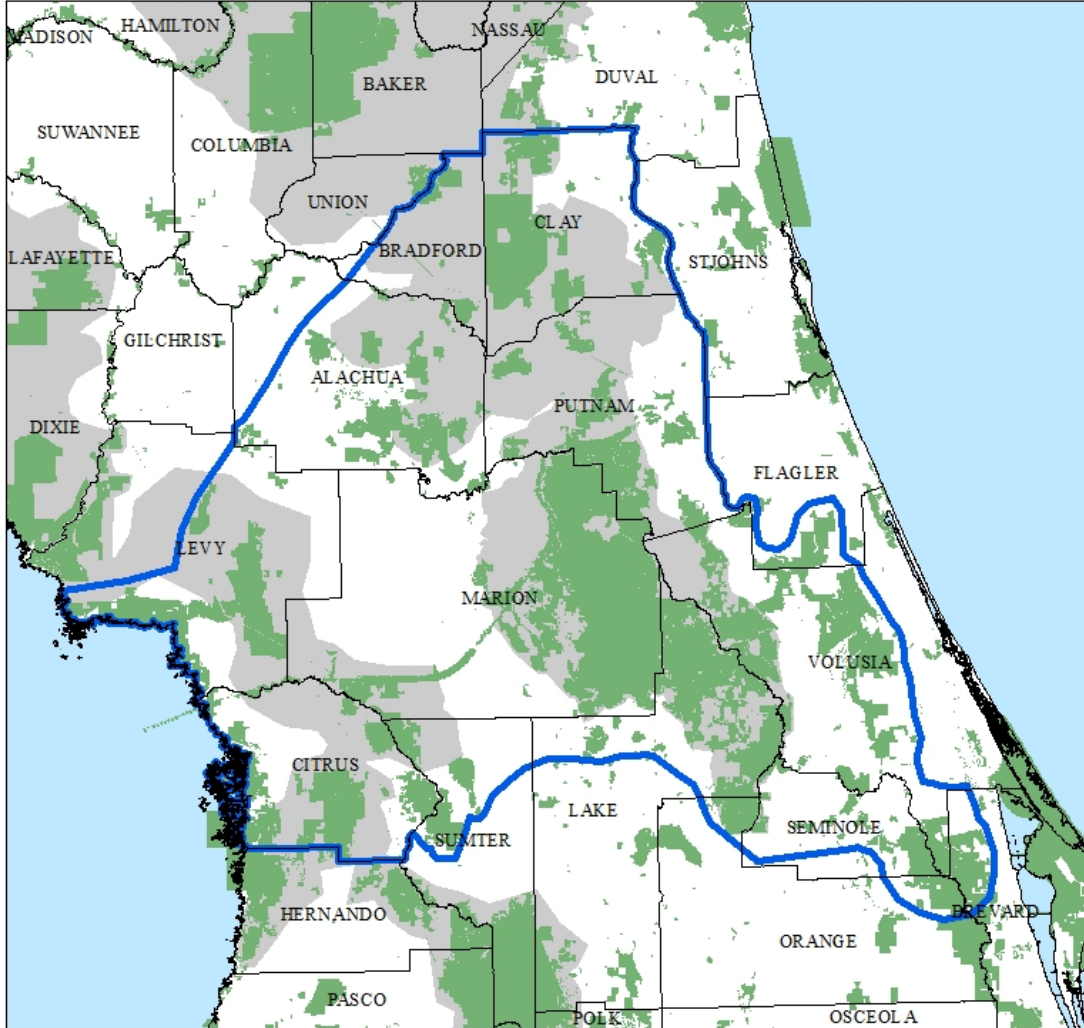 HAMILTON
NASSAU
ADISON
DUVAL
BAKER
SUWANNEE
COLUMBIA
UNION
CLAY
BRADFORD
LAFAYETTE
STJOHNS
GILCHRIST
ALACHUA
PUTNAM
DIXIE
FLAGLER
LEVY
MARION
VOLUSIA
CITRUS
LAKE
SEMINOLE
SUMTER
HERNANDO
BREVARD
ORANGE
PASCO
POLK
OSCEOLA